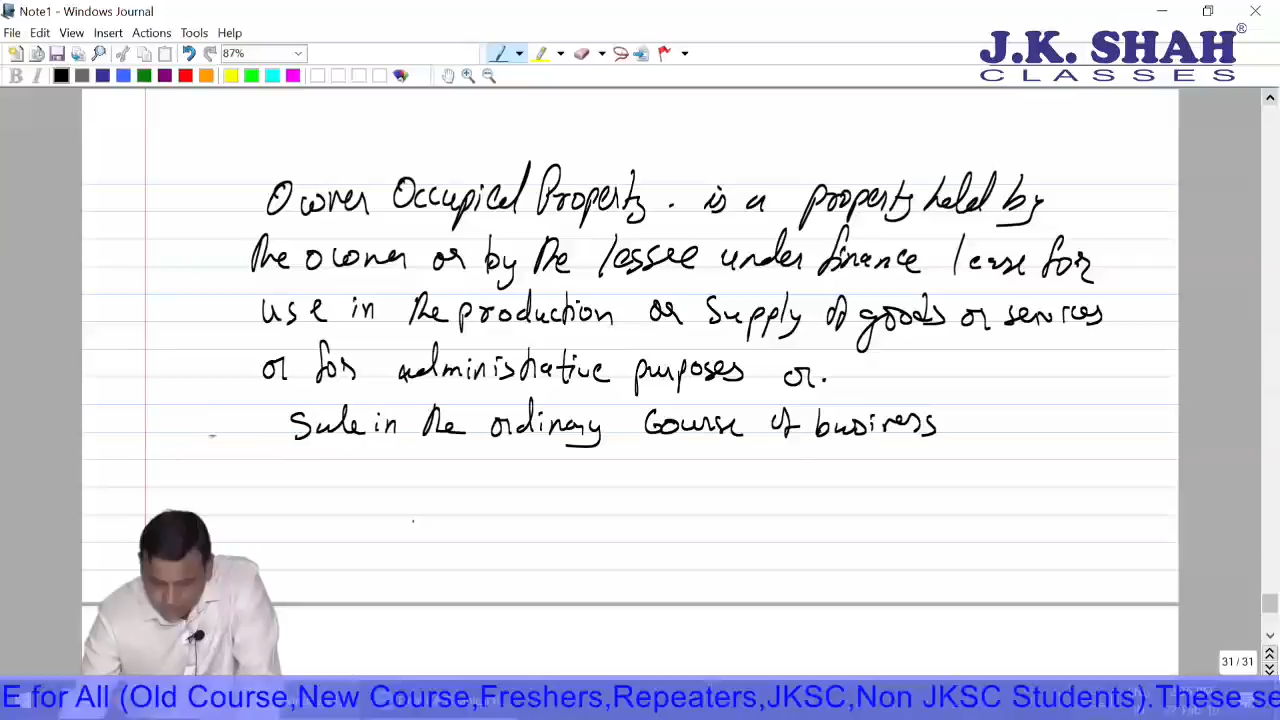 Note1 - Windows Journal
File Edit View Insert Actions Tools Help
87%
J.K. SHAH®
CLASSES
Owner Occupied Property. is a property held by
the owner or by the lessee under finance lease for
use in the production or supply of goods or services
or for administrative purposes or.
Sale in the ordinary Course of business
31/31
E for All (Old Course,New Course,Freshers,Repeaters,JKSC,Non JKSC Students).These se